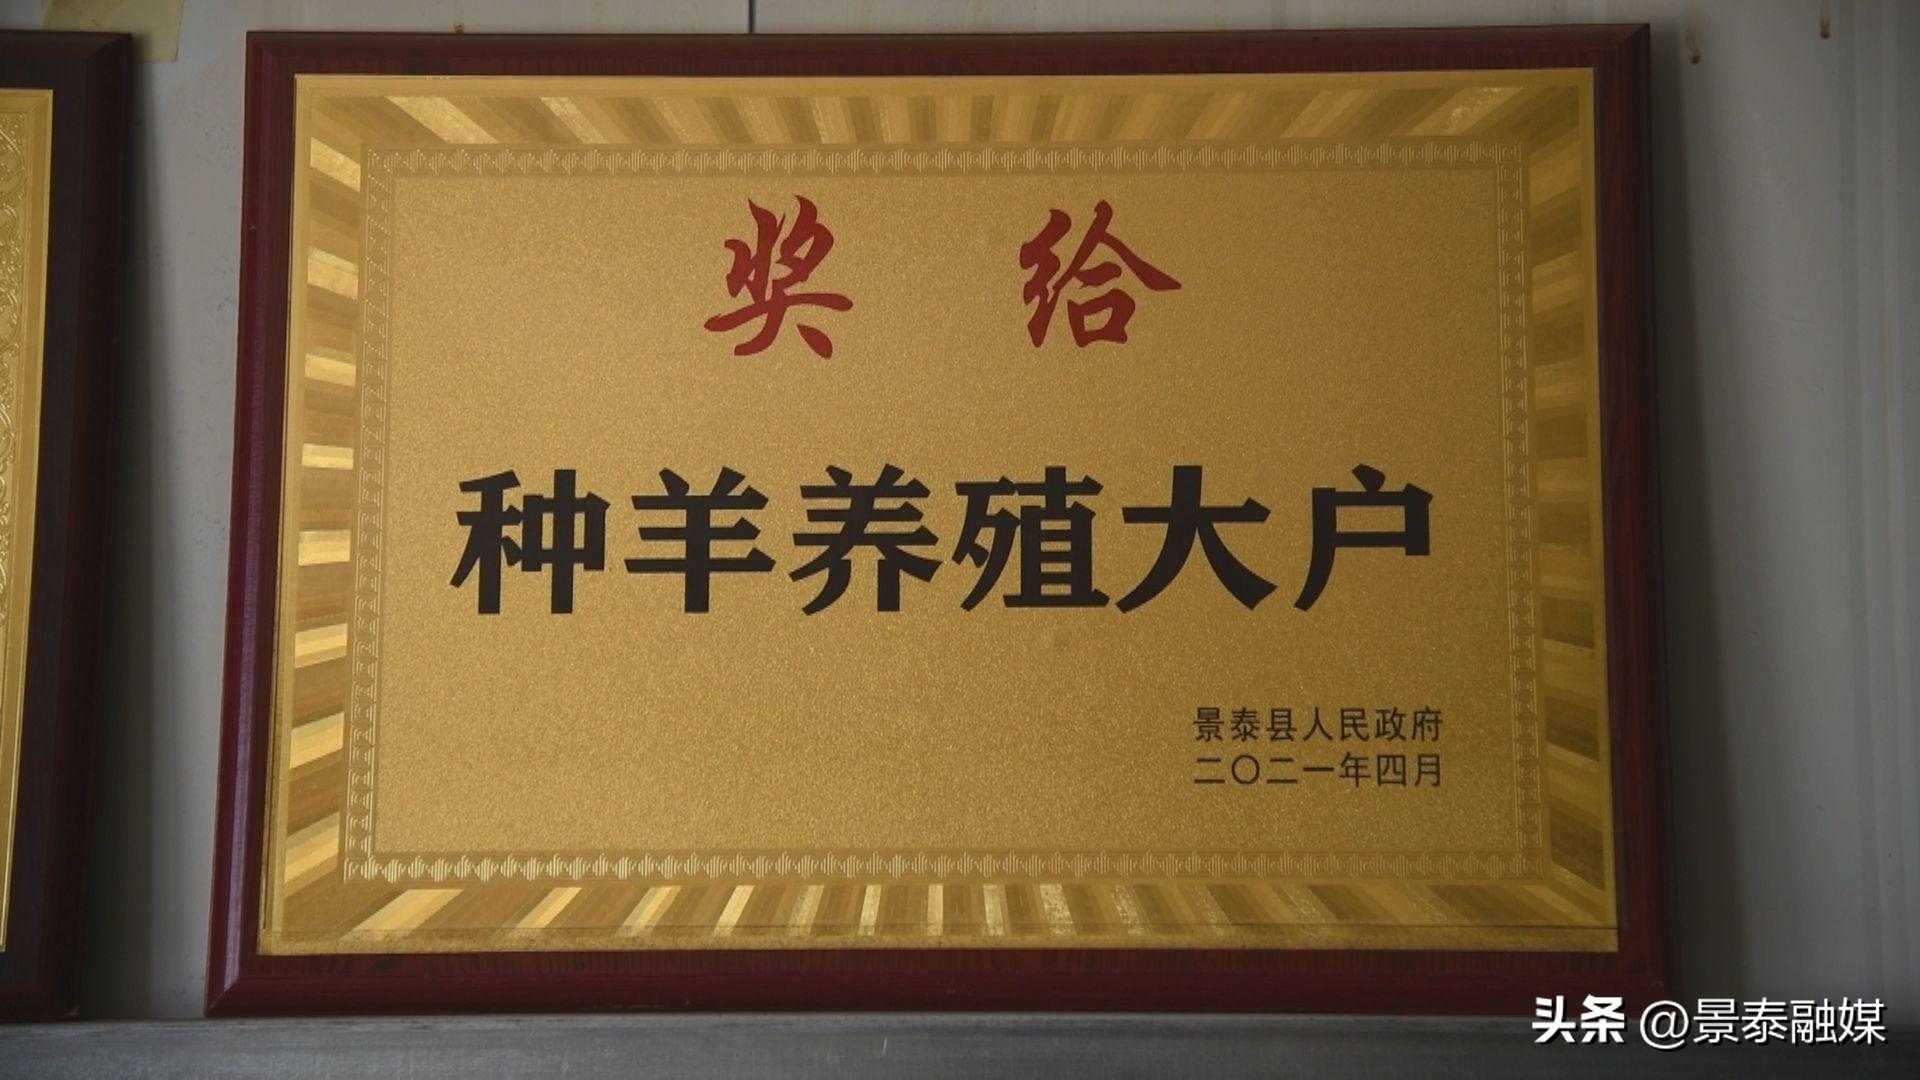 奖 给
种羊养殖大户
景泰县人民政府
二〇二一年四月
头条 @景泰融媒